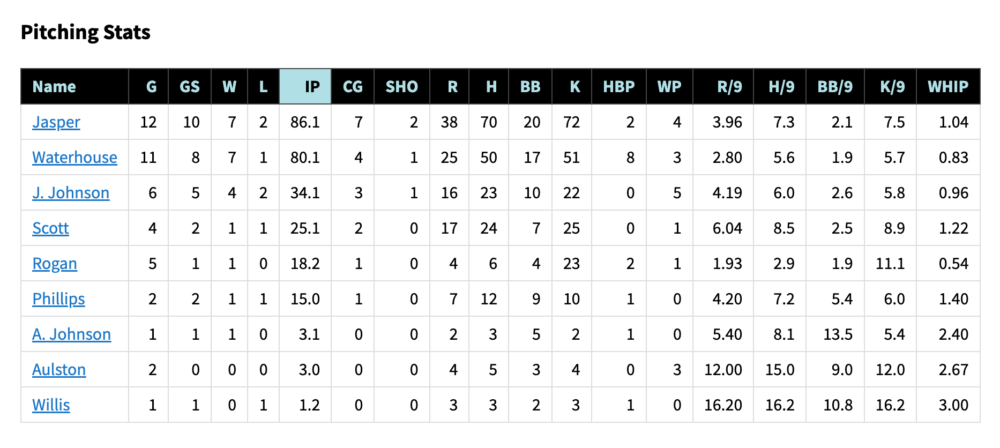 Pitching Stats
Name G GS W L IP CG SHO R H BB K HBP WP R/9 H/9 BB/9 K/9 WHIP
Jasper 12 10 7 2 86.1 7 2 38 70 20 72 2 4 3.96 7.3 2.1 7.5 1.04
Waterhouse 11 8 7 1 80.1 4 1 25 50 17 51 8 3 2.80 5.6 1.9 5.7 0.83
J. Johnson 6 5 4 2 34.1 3 1 16 23 10 22 0 5 4.19 6.0 2.6 5.8 0.96
Scott 4 2 1 1 25.1 2 0 17 24 7 25 0 1 6.04 8.5 2.5 8.9 1.22
Rogan 5 1 1 0 18.2 1 0 4 6 4 23 2 1 1.93 2.9 1.9 11.1 0.54
Phillips 2 2 1 1 15.0 1 0 7 12 9 10 1 0 4.20 7.2 5.4 6.0 1.40
A. Johnson 1 1 1 0 3.1 0 0 2 3 5 2 1 0 5.40 8.1 13.5 5.4 2.40
Aulston 2 0 0 0 3.0 0 0 4 5 3 4 0 3 12.00 15.0 9.0 12.0 2.67
Willis 1 1 0 1 1.2 0 0 3 3 2 3 1 0 16.20 16.2 10.8 16.2 3.00